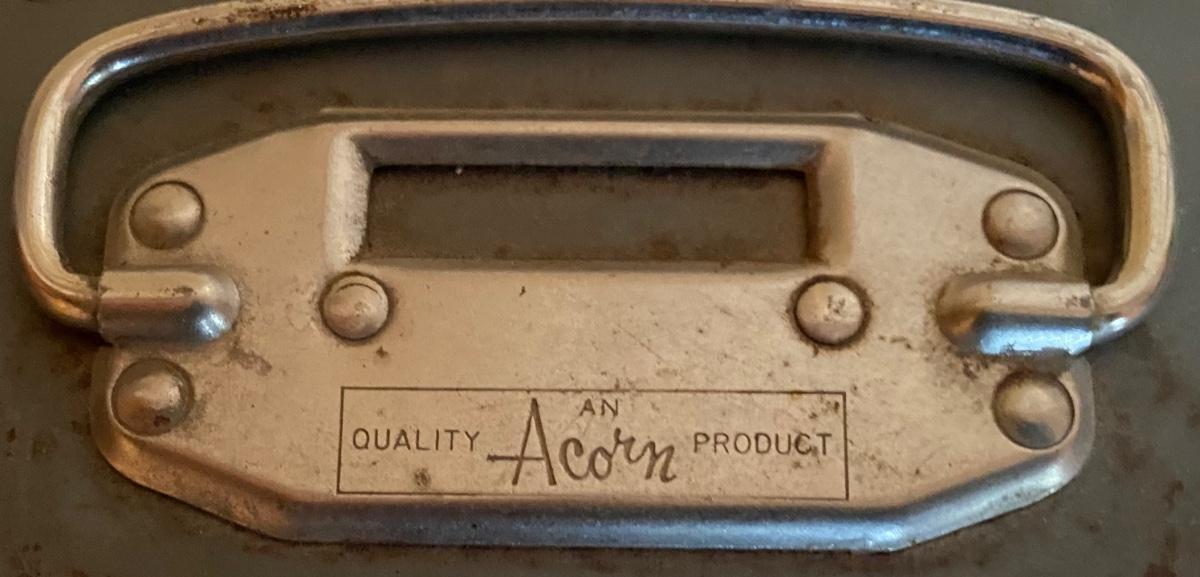 AN
QUALITY Acorn PRODUCT